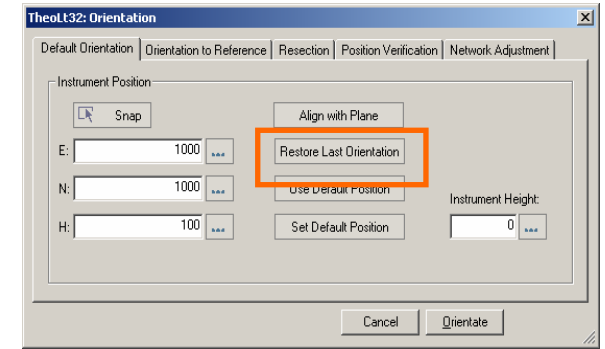 TheoLt32: Orientation
Default Orientation Orientation to Reference Resection Position Verification Network Adjustment
Instrument Position
Snap Align with Plane
E: 1000 ... Restore Last Orientation
N: 1000 ... Use Default Position
Instrument Height:
H: 100 ... Set Default Position 0 ...
Cancel Orientate